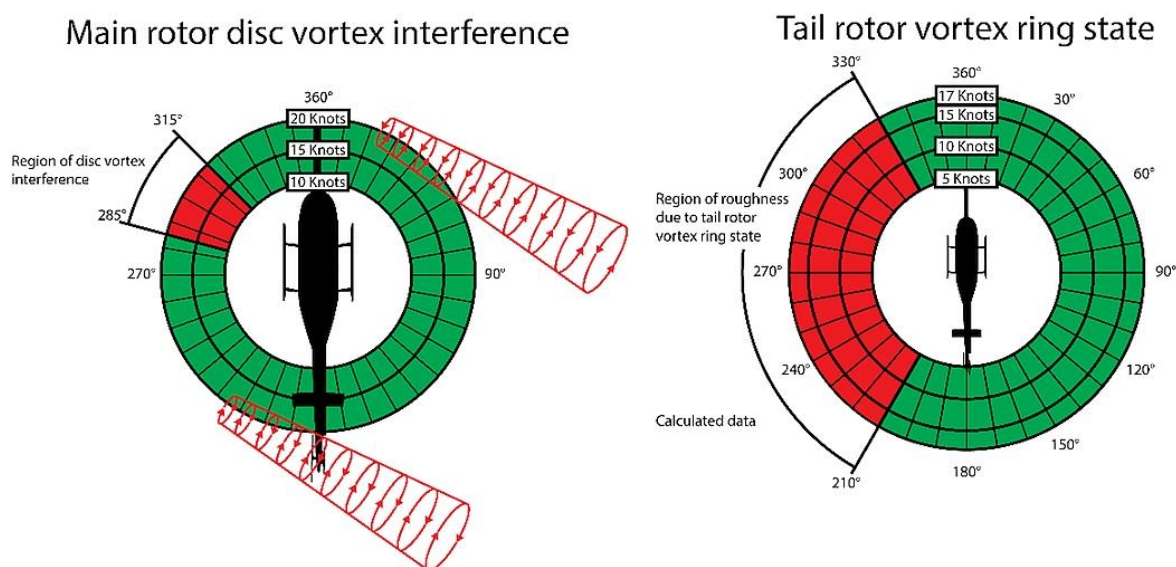 Main rotor disc vortex interference
360°
20 Knots
15 Knots
10 Knots
315°
Region of disc vortex
interference
285°
270°
90°
Tail rotor vortex ring state
330°
360°
17 Knots
15 Knots
10 Knots
5 Knots
30°
300°
60°
Region of roughness
due to tail rotor
vortex ring state
270°
90°
240°
120°
Calculated data
150°
210°
180°